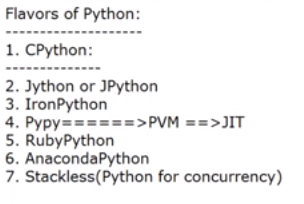 Flavors of Python:
-------------------
1. CPython:
--------------
2. Jython or JPython
3. IronPython
4. Pypy======>PVM ==>JIT
5. RubyPython
6. AnacondaPython
7. Stackless(Python for concurrency)